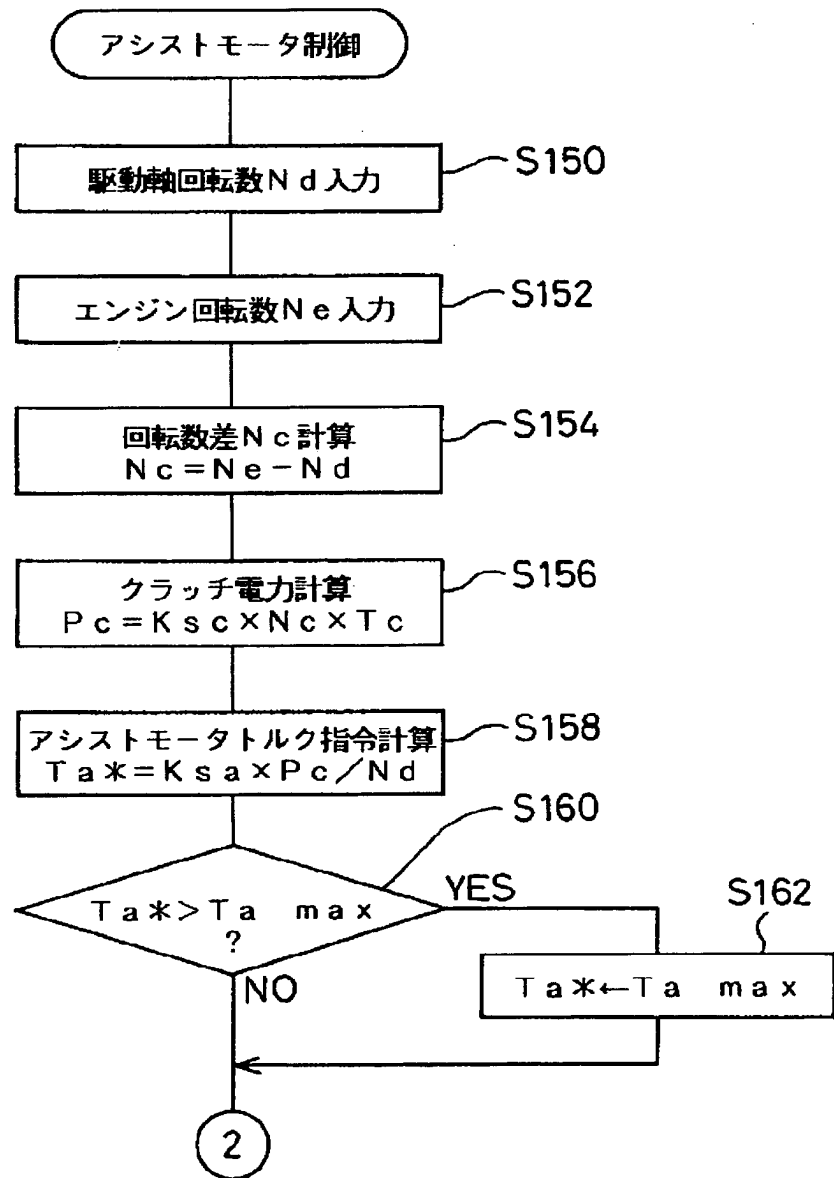 アシストモータ制御
駆動軸回転数Nd入力
S150
エンジン回転数Ne入力
S152
回転数差Nc計算
Nc=Ne-Nd
S154
クラッチ電力計算
Pc=Ksc×Nc×Tc
S156
アシストモータトルク指令計算
Ta*=Ksa×Pc/Nd
S158
S160
Ta*>Ta max
?
YES
NO
S162
Ta*←Ta max
2